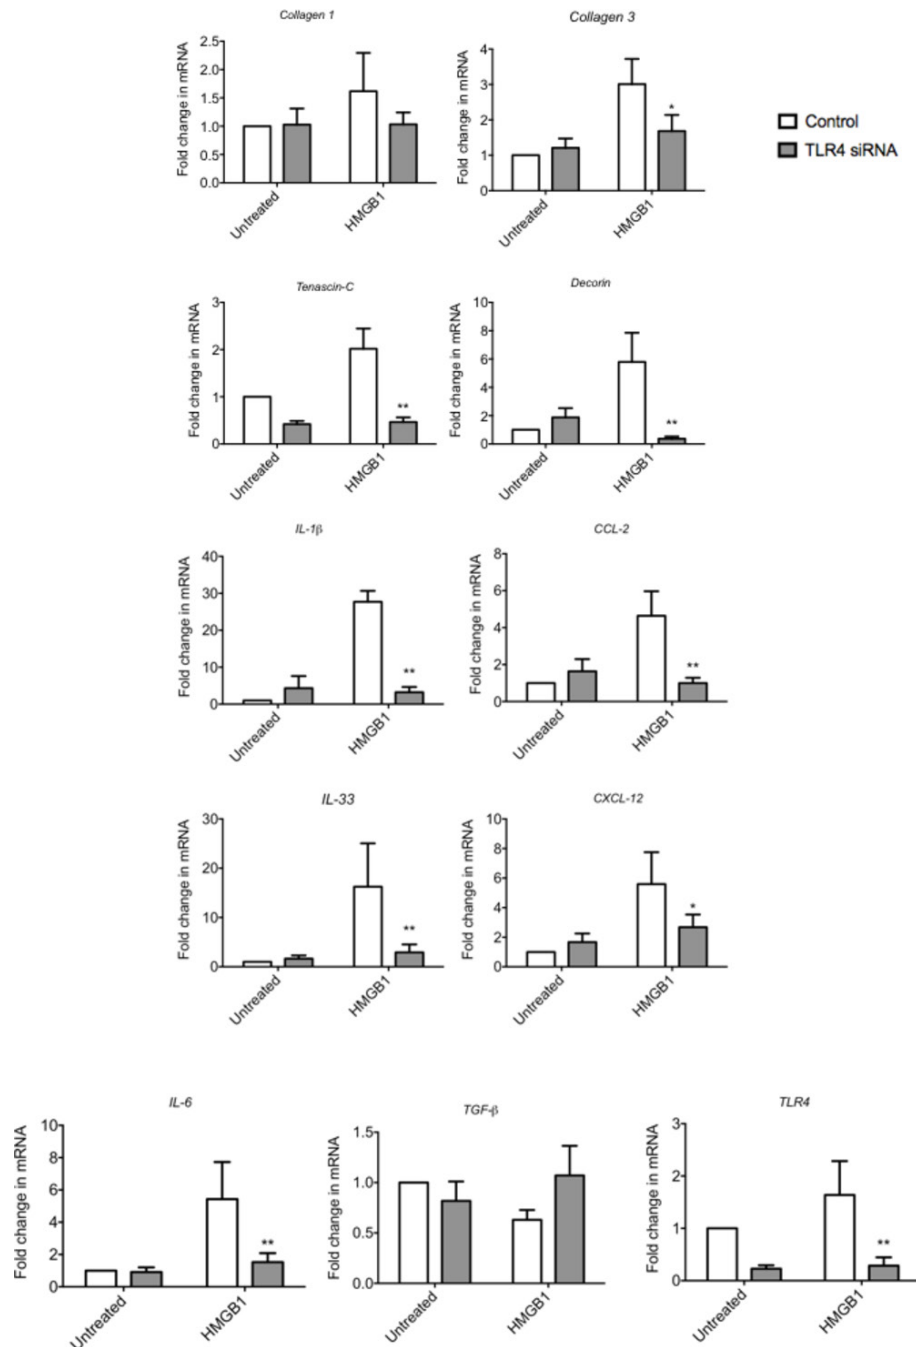 Collagen 1
Fold change in mRNA
2.5
2.0
1.5
1.0
0.5
0.0
Untreated
HMGB1
Collagen 3
Fold change in mRNA
4
3
2
1
0
*
Untreated
HMGB1
Control
TLR4 siRNA
Tenascin-C
Fold change in mRNA
3
2
1
0
**
Untreated
HMGB1
Decorin
Fold change in mRNA
10
8
6
4
2
0
**
Untreated
HMGB1
IL-1β
Fold change in mRNA
40
30
20
10
0
**
Untreated
HMGB1
CCL-2
Fold change in mRNA
8
6
4
2
0
**
Untreated
HMGB1
IL-33
Fold change in mRNA
30
20
10
0
**
Untreated
HMGB1
CXCL-12
Fold change in mRNA
10
8
6
4
2
0
*
Untreated
HMGB1
IL-6
Fold change in mRNA
10
8
6
4
2
0
**
Untreated
HMGB1
TGF-β
Fold change in mRNA
1.5
1.0
0.5
0.0
Untreated
HMGB1
TLR4
Fold change in mRNA
3
2
1
0
**
Untreated
HMGB1